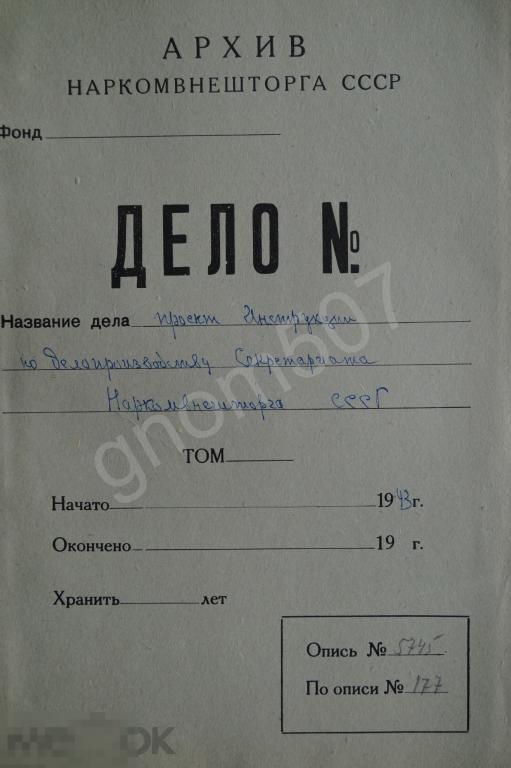 АРХИВ
НАРКОМВНЕШТОРГА СССР
Фонд
ДЕЛО №
Название дела проект Инструкции
по делопроизводству Секретариата
Наркомвнешторга СССР
ТОМ
Начато 1943 г.
Окончено 19 г.
Хранить лет
Опись № 5745
По описи № 177
gnom507